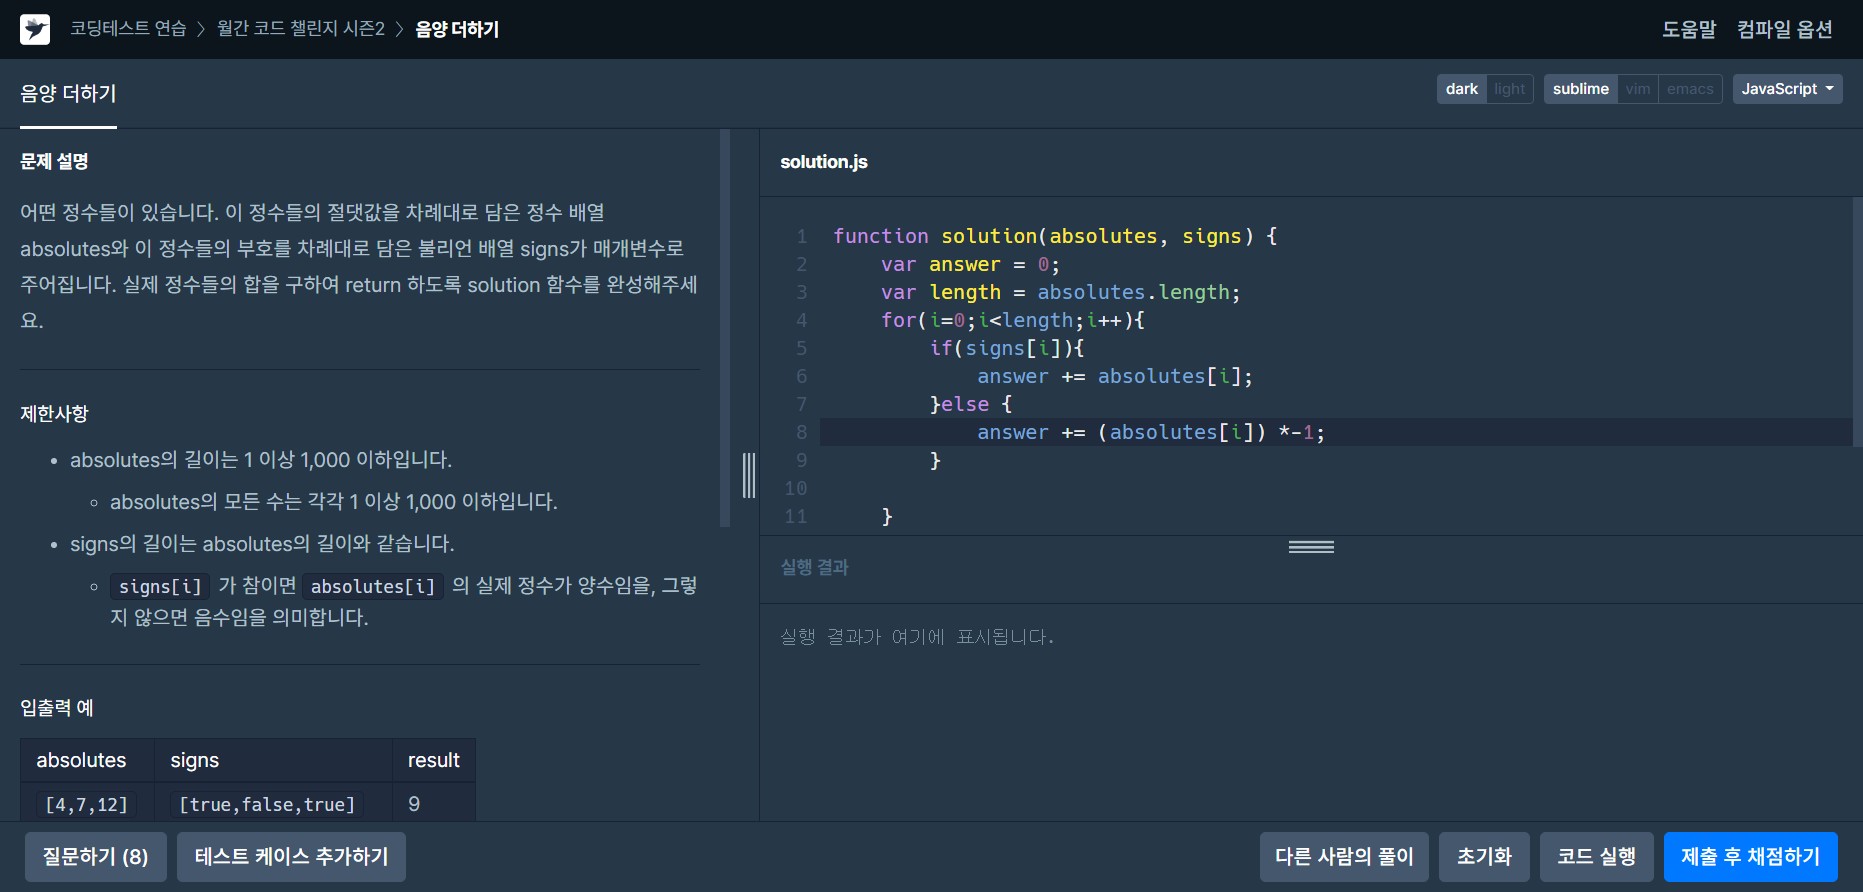 코딩테스트 연습 > 월간 코드 챌린지 시즌2 > 음양 더하기
도움말 컴파일 옵션
음양 더하기
dark light sublime vim emacs JavaScript
문제 설명
어떤 정수들이 있습니다. 이 정수들의 절댓값을 차례대로 담은 정수 배열
absolutes와 이 정수들의 부호를 차례대로 담은 불리언 배열 signs가 매개변수로
주어집니다. 실제 정수들의 합을 구하여 return 하도록 solution 함수를 완성해주세
요.
제한사항
• absolutes의 길이는 1 이상 1,000 이하입니다.
◦ absolutes의 모든 수는 각각 1 이상 1,000 이하입니다.
• signs의 길이는 absolutes의 길이와 같습니다.
◦ signs[i] 가 참이면 absolutes[i] 의 실제 정수가 양수임을, 그렇
지 않으면 음수임을 의미합니다.
입출력 예
absolutes signs result
[4,7,12] [true,false,true] 9
solution.js
1 function solution(absolutes, signs) {
2     var answer = 0;
3     var length = absolutes.length;
4     for(i=0;i<length;i++){
5         if(signs[i]){
6             answer += absolutes[i];
7         }else {
8             answer += (absolutes[i]) *-1;
9         }
10
11     }
실행 결과
실행 결과가 여기에 표시됩니다.
질문하기 (8) 테스트 케이스 추가하기 다른 사람의 풀이 초기화 코드 실행 제출 후 채점하기